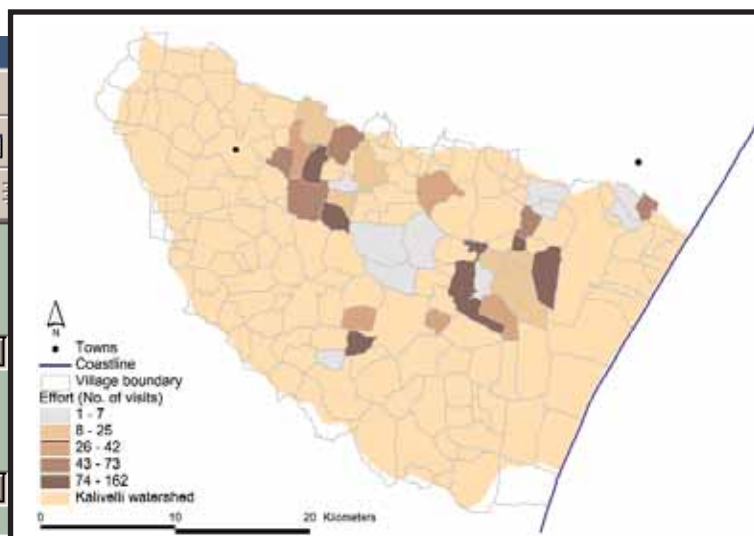 N
Towns
Coastline
Village boundary
Effort (No. of visits)
1 - 7
8 - 25
26 - 42
43 - 73
74 - 162
Kalivelli watershed
0 10 20 Kilometers